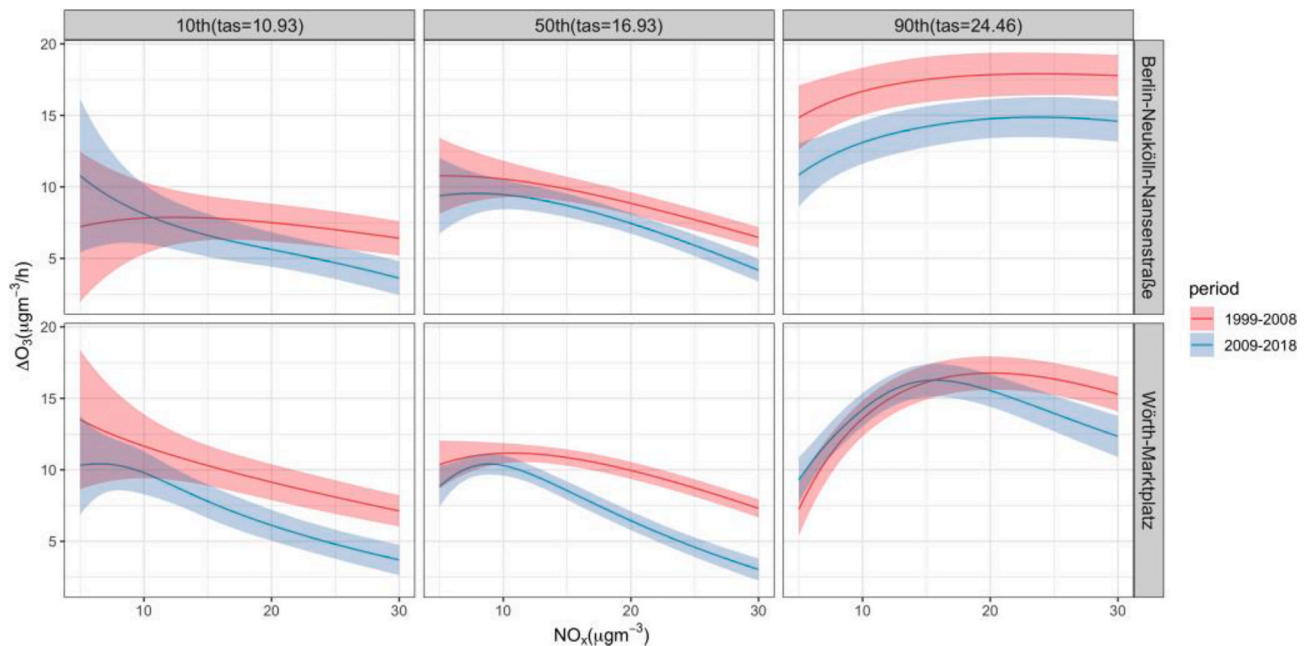 10th(tas=10.93)
50th(tas=16.93)
90th(tas=24.46)
20
15
10
5
Berlin-Neukölln-Nansenstraße
20
15
10
5
Wörth-Marktplatz
ΔO₃(μgm⁻³/h)
10 20 30
10 20 30
10 20 30
NOₓ(μgm⁻³)
period
1999-2008
2009-2018